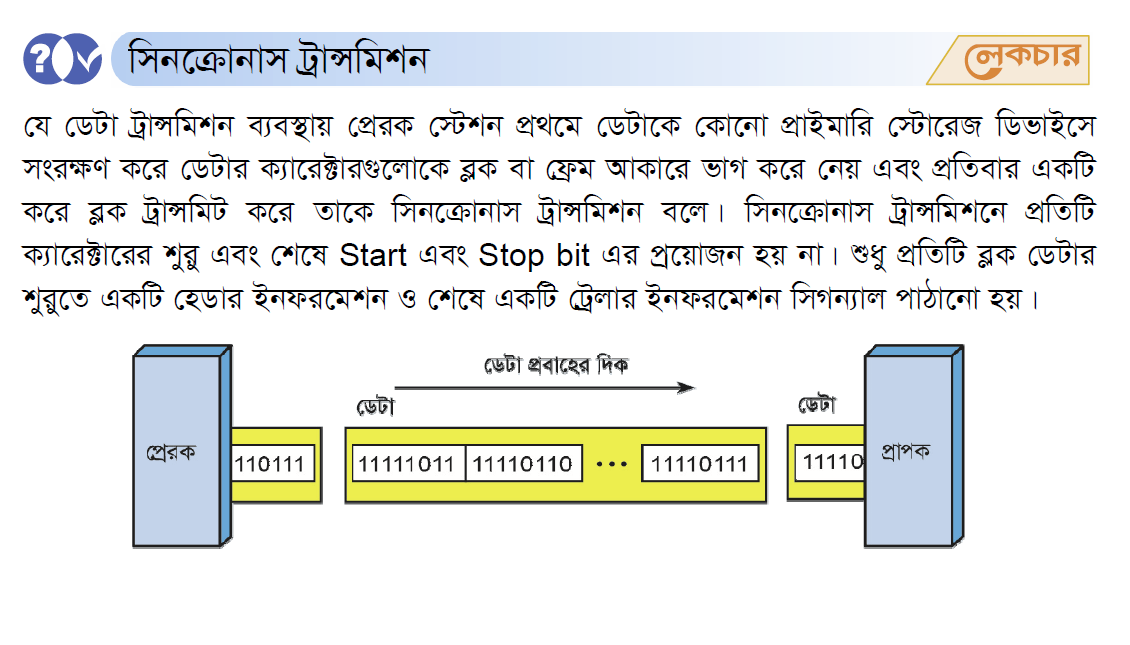 সিনক্রোনাস ট্রান্সমিশন
লেকচার
যে ডেটা ট্রান্সমিশন ব্যবস্থায় প্রেরক স্টেশন প্রথমে ডেটাকে কোনো প্রাইমারি স্টোরেজ ডিভাইসে
সংরক্ষণ করে ডেটার ক্যারেক্টারগুলোকে ব্লক বা ফ্রেম আকারে ভাগ করে নেয় এবং প্রতিবার একটি
করে ব্লক ট্রান্সমিট করে তাকে সিনক্রোনাস ট্রান্সমিশন বলে। সিনক্রোনাস ট্রান্সমিশনে প্রতিটি
ক্যারেক্টারের শুরু এবং শেষে Start এবং Stop bit এর প্রয়োজন হয় না। শুধু প্রতিটি ব্লক ডেটার
শুরুতে একটি হেডার ইনফরমেশন ও শেষে একটি ট্রেলার ইনফরমেশন সিগন্যাল পাঠানো হয়।
ডেটা প্রবাহের দিক
ডেটা
ডেটা
প্রেরক
110111
11111011 11110110 ... 11110111
11110
প্রাপক